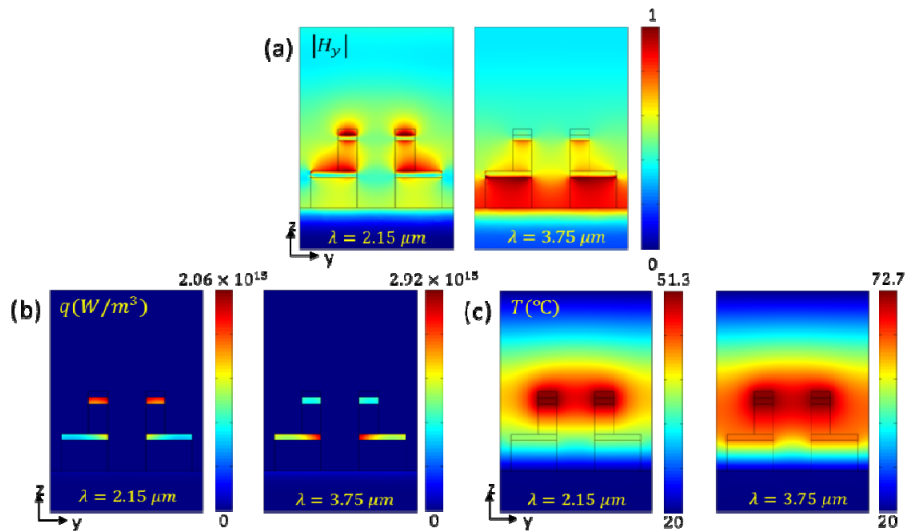 (a)
|H_y|
1
z
y
λ = 2.15 μm
λ = 3.75 μm
0
(b)
q(W/m³)
2.06 × 10¹⁵
2.92 × 10¹⁵
(c)
T(℃)
51.3
72.7
z
y
λ = 2.15 μm
0
λ = 3.75 μm
0
z
y
λ = 2.15 μm
20
λ = 3.75 μm
20